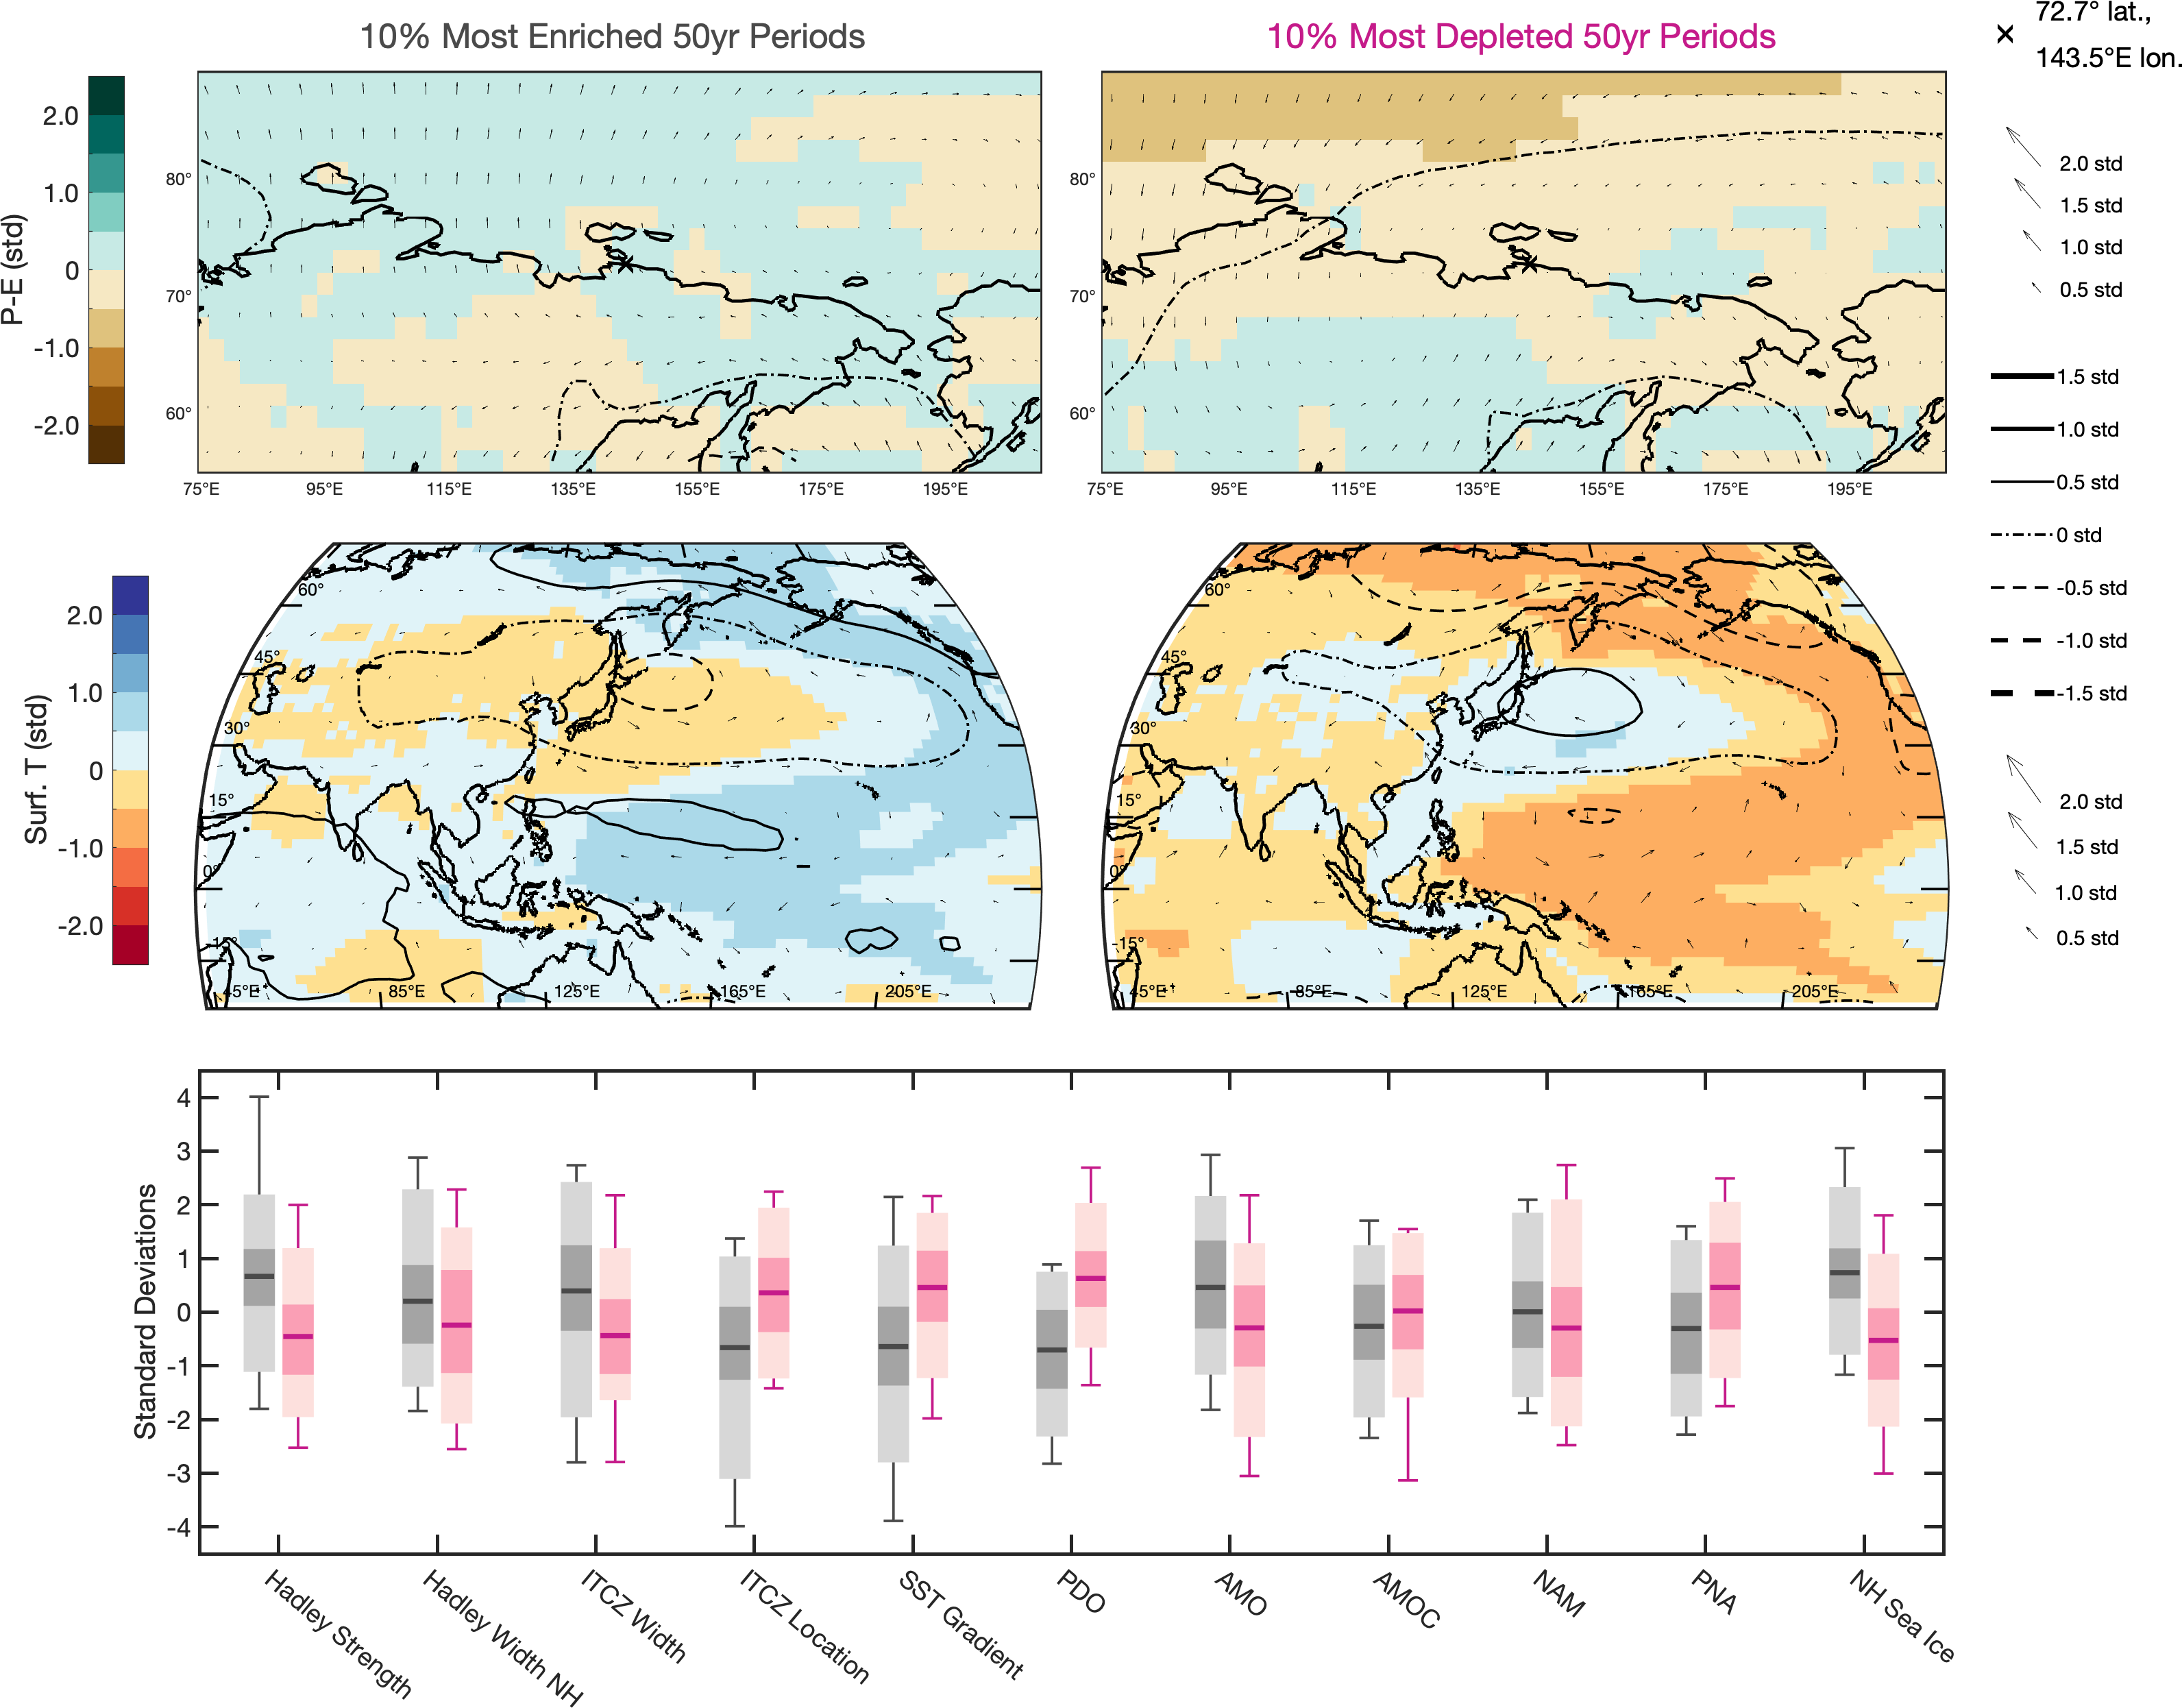 10% Most Enriched 50yr Periods
10% Most Depleted 50yr Periods
72.7° lat.,
143.5°E lon.
P-E (std)
2.0
1.0
0
-1.0
-2.0
80°
70°
60°
75°E 95°E 115°E 135°E 155°E 175°E 195°E
80°
70°
60°
75°E 95°E 115°E 135°E 155°E 175°E 195°E
2.0 std
1.5 std
1.0 std
0.5 std
1.5 std
1.0 std
0.5 std
0 std
-0.5 std
-1.0 std
-1.5 std
2.0 std
1.5 std
1.0 std
0.5 std
Surf. T (std)
2.0
1.0
0
-1.0
-2.0
60°
45°
30°
15°
0°
-15°
45°E 85°E 125°E 165°E 205°E
60°
45°
30°
15°
0°
-15°
45°E 85°E 125°E 165°E 205°E
Standard Deviations
4
3
2
1
0
-1
-2
-3
-4
Hadley Strength
Hadley Width NH
ITCZ Width
ITCZ Location
SST Gradient
PDO
AMO
AMOC
NAM
PNA
NH Sea Ice